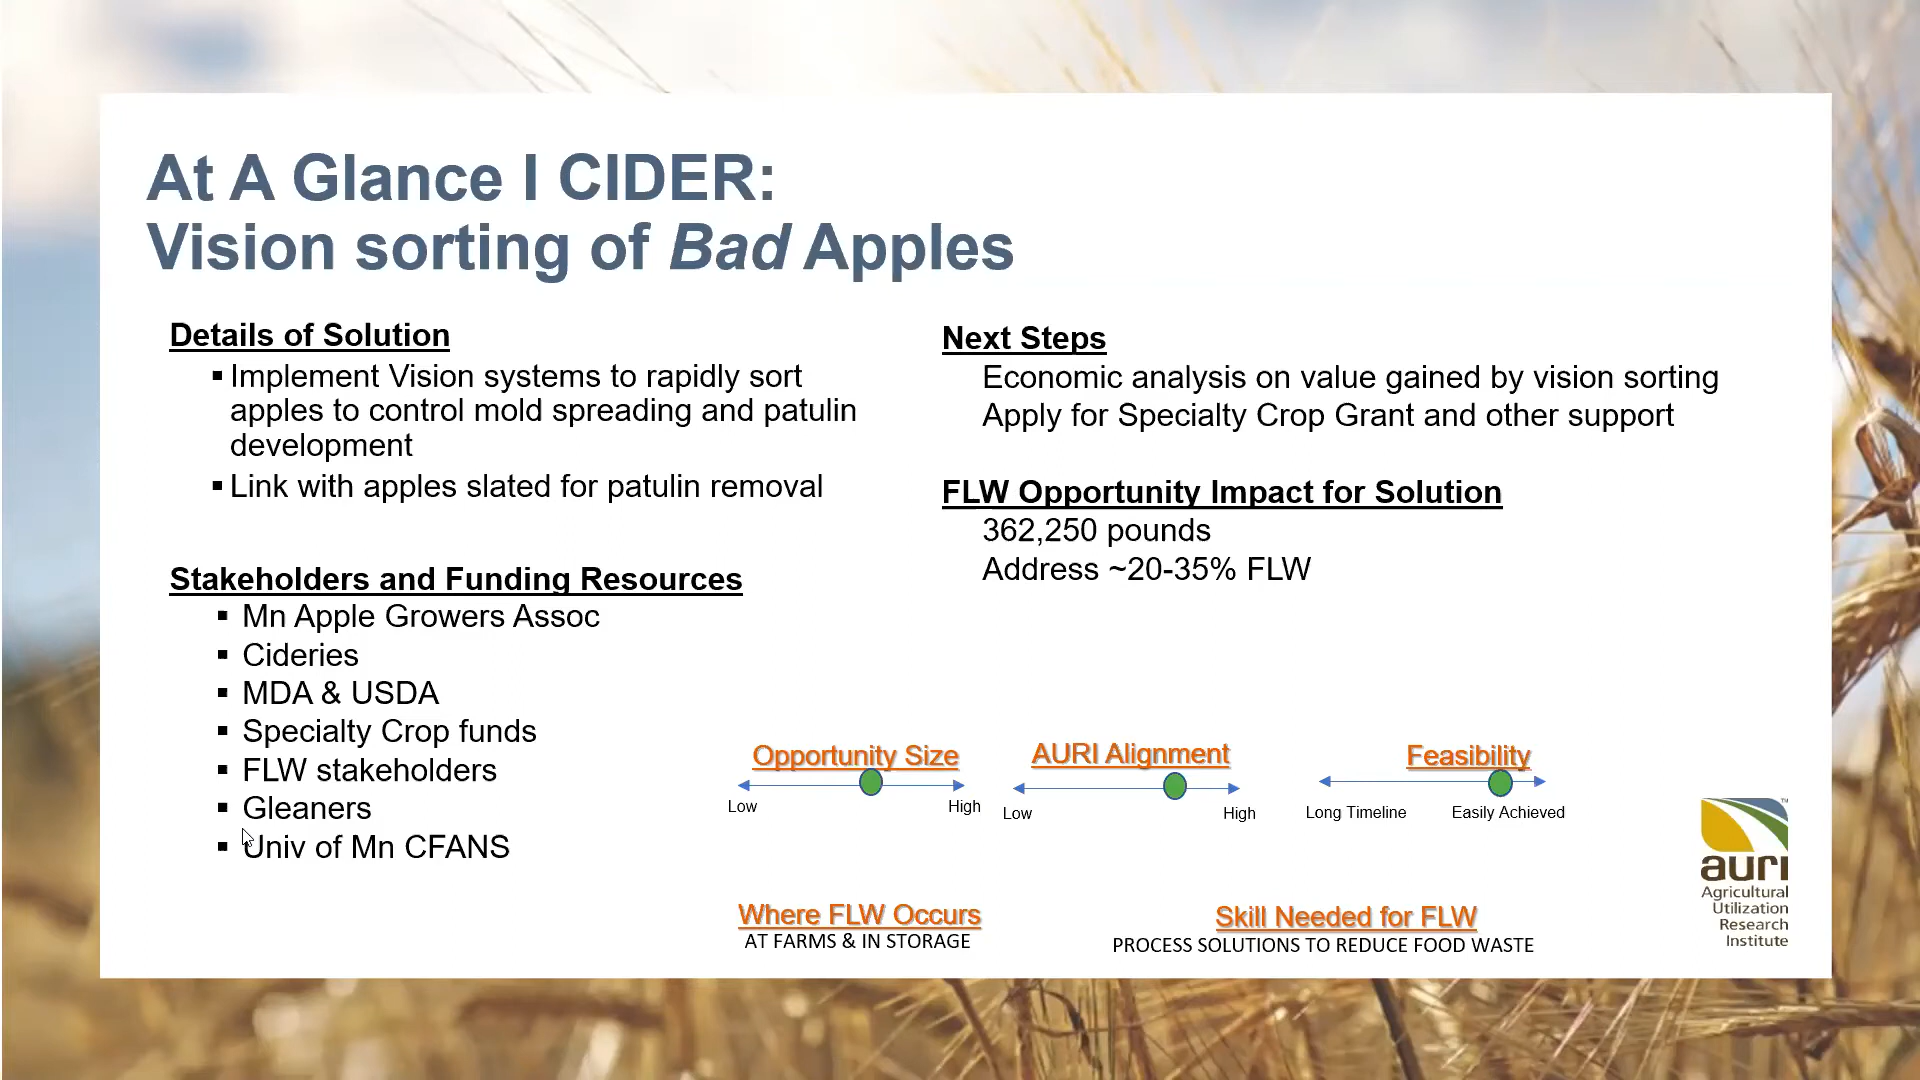 At A Glance I CIDER:
Vision sorting of Bad Apples
Details of Solution
▪ Implement Vision systems to rapidly sort
apples to control mold spreading and patulin
development
▪ Link with apples slated for patulin removal
Stakeholders and Funding Resources
▪ Mn Apple Growers Assoc
▪ Cideries
▪ MDA & USDA
▪ Specialty Crop funds
▪ FLW stakeholders
▪ Gleaners
▪ Univ of Mn CFANS
Next Steps
Economic analysis on value gained by vision sorting
Apply for Specialty Crop Grant and other support
FLW Opportunity Impact for Solution
362,250 pounds
Address ~20-35% FLW
Opportunity Size
Low High
AURI Alignment
Low High
Feasibility
Long Timeline Easily Achieved
Where FLW Occurs
AT FARMS & IN STORAGE
Skill Needed for FLW
PROCESS SOLUTIONS TO REDUCE FOOD WASTE
™
auri
Agricultural
Utilization
Research
Institute